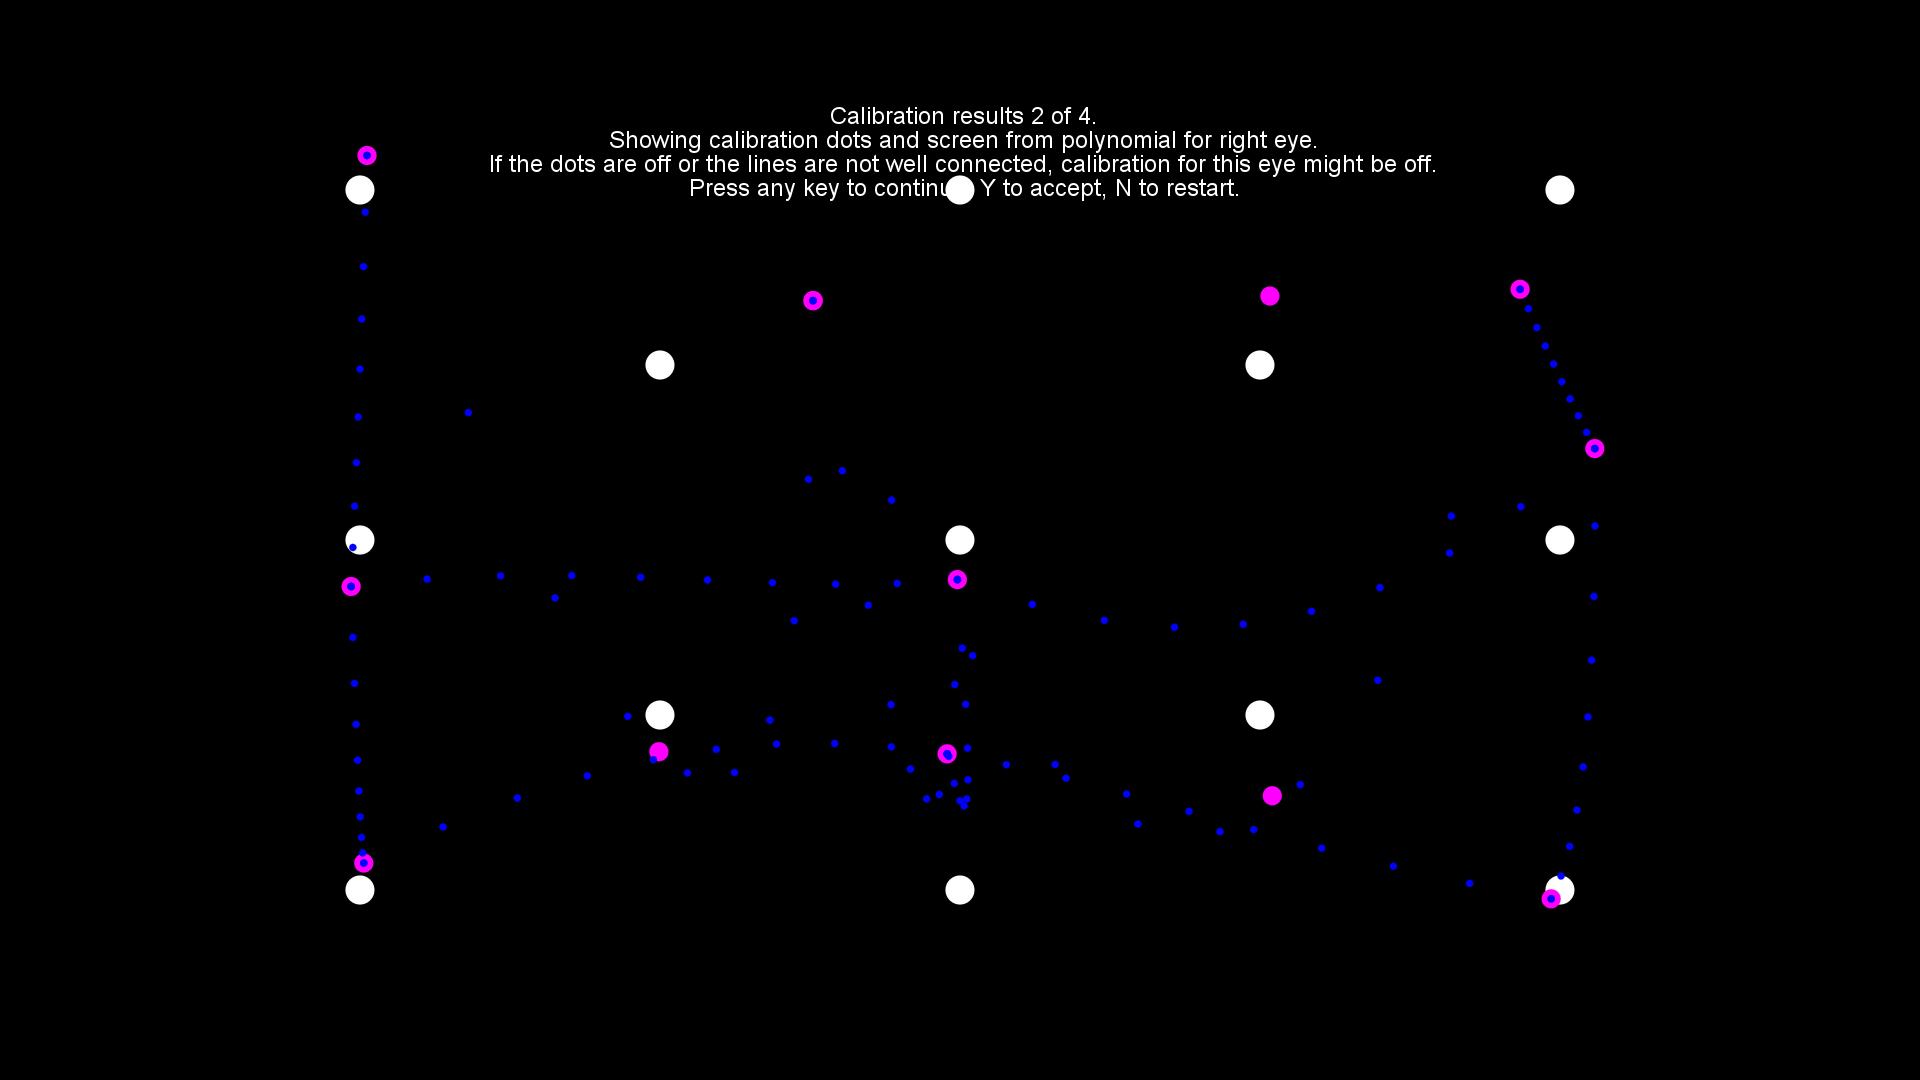 Calibration results 2 of 4.
Showing calibration dots and screen from polynomial for right eye.
If the dots are off or the lines are not well connected, calibration for this eye might be off.
Press any key to continu Y to accept, N to restart.